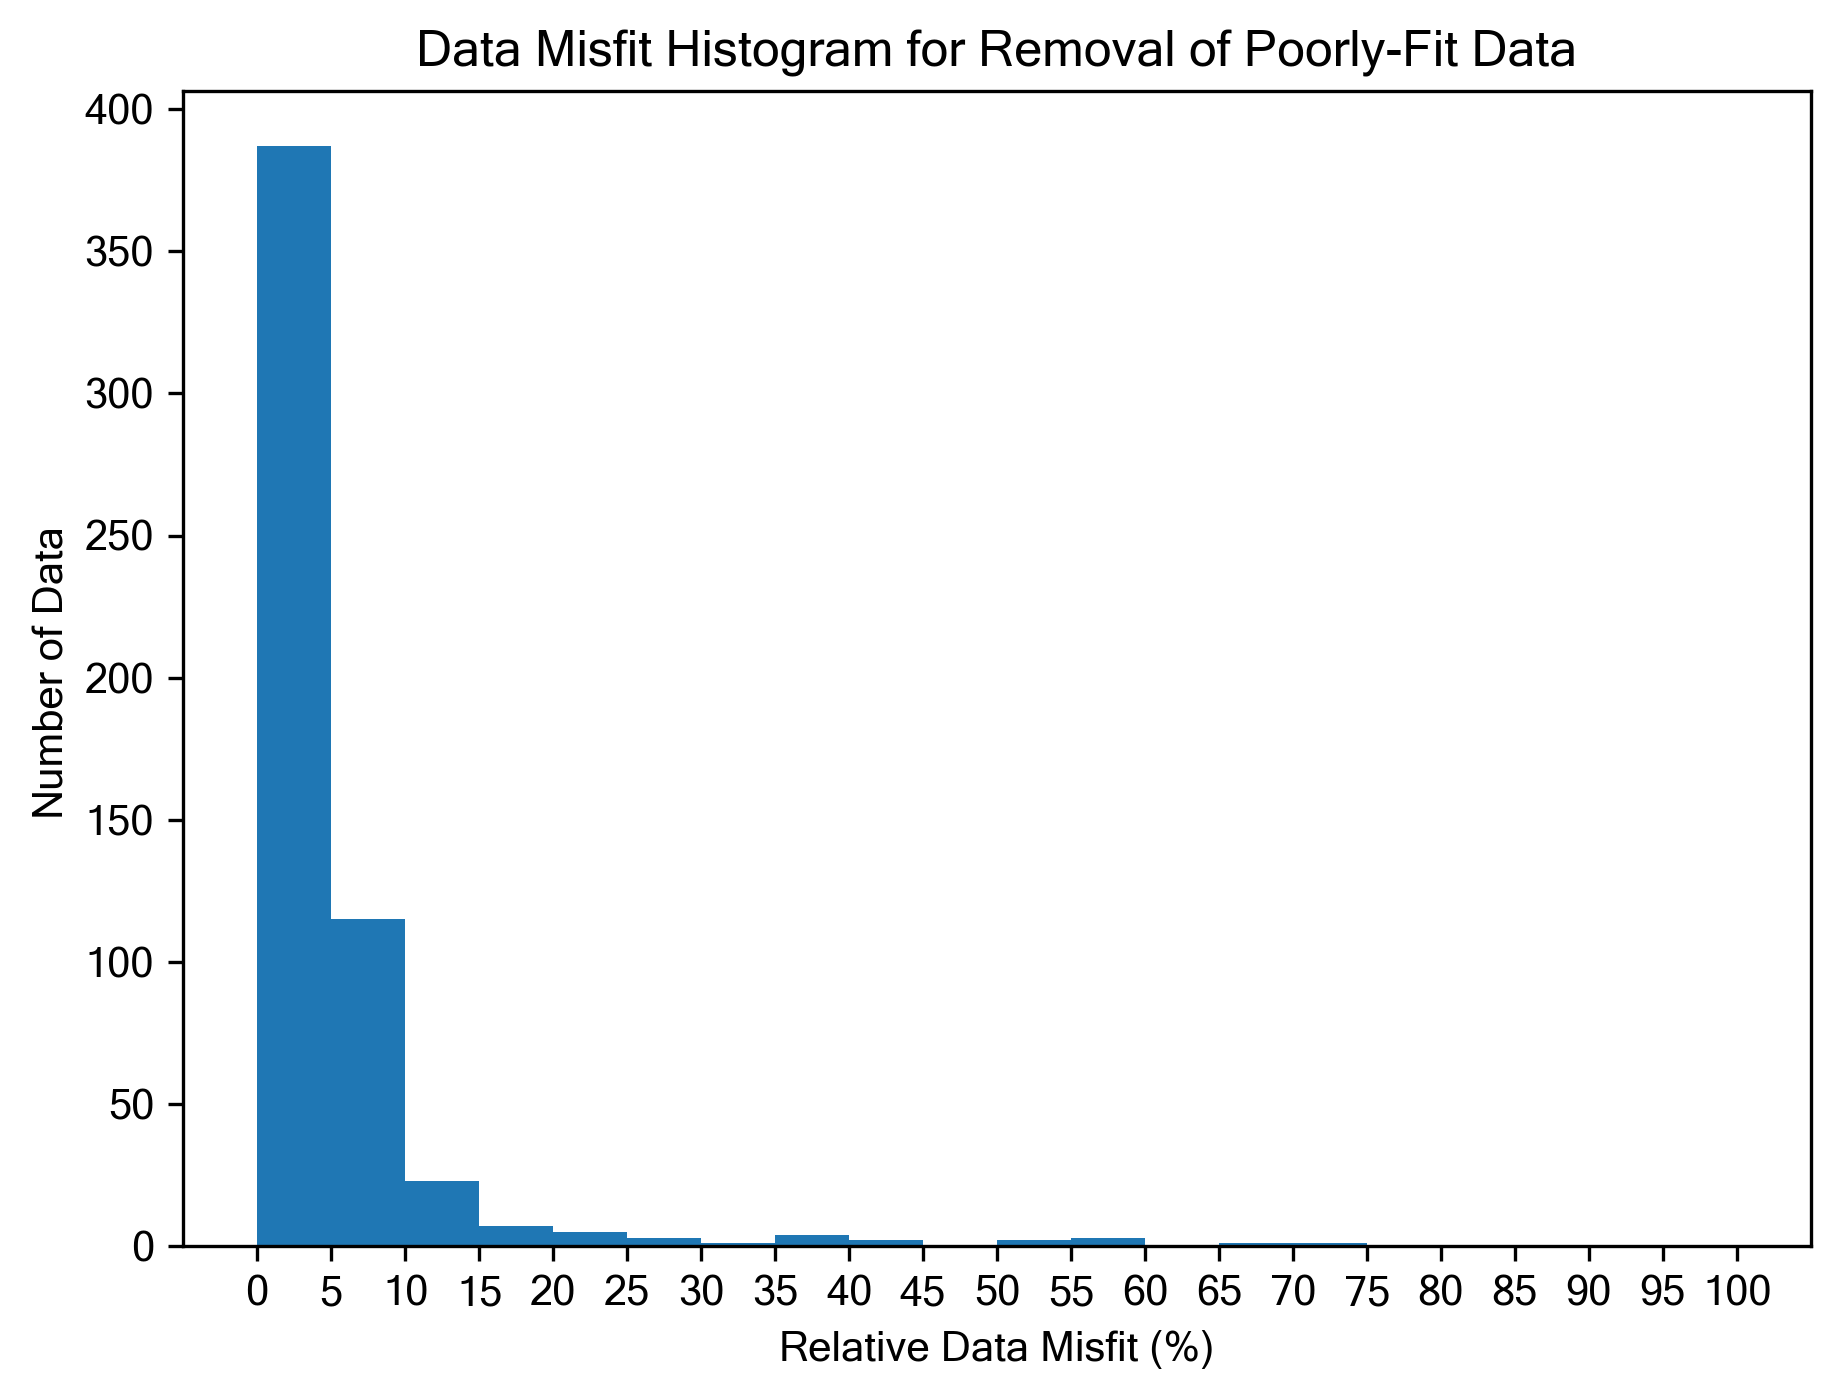 Data Misfit Histogram for Removal of Poorly-Fit Data
400
350
300
250
200
150
100
50
0
Number of Data
0 5 10 15 20 25 30 35 40 45 50 55 60 65 70 75 80 85 90 95 100
Relative Data Misfit (%)